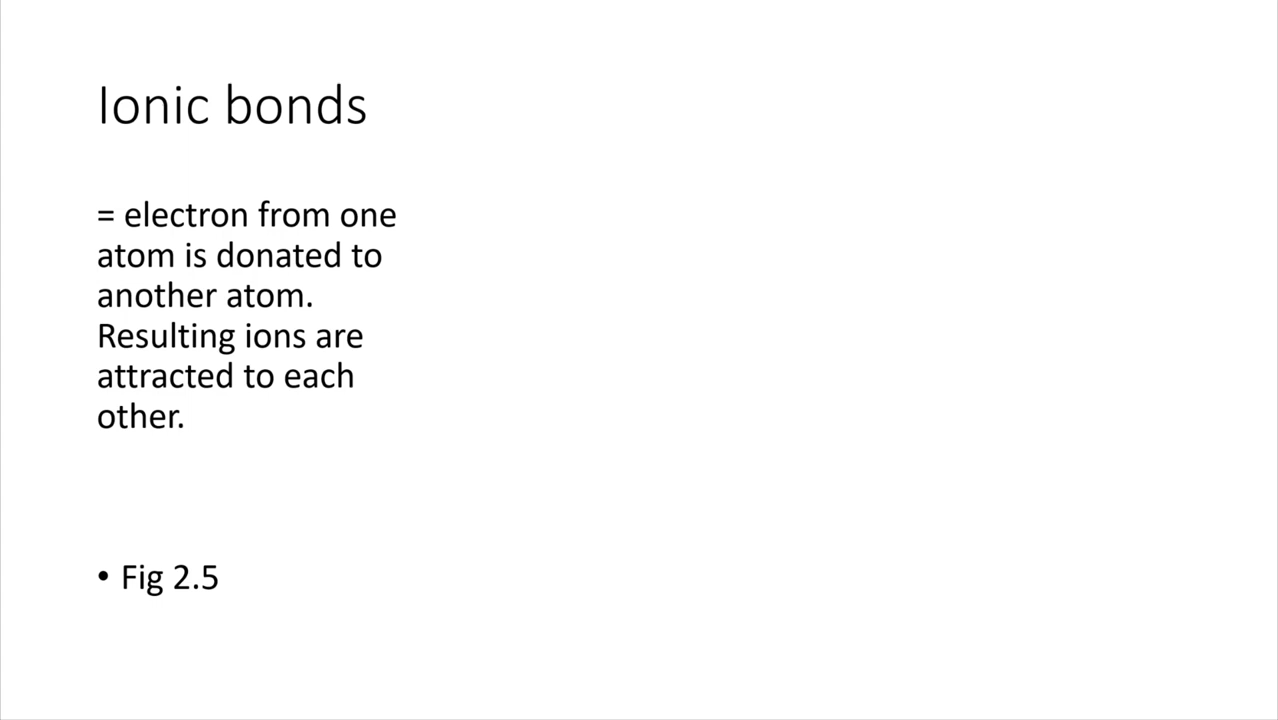 Ionic bonds
= electron from one
atom is donated to
another atom.
Resulting ions are
attracted to each
other.
• Fig 2.5